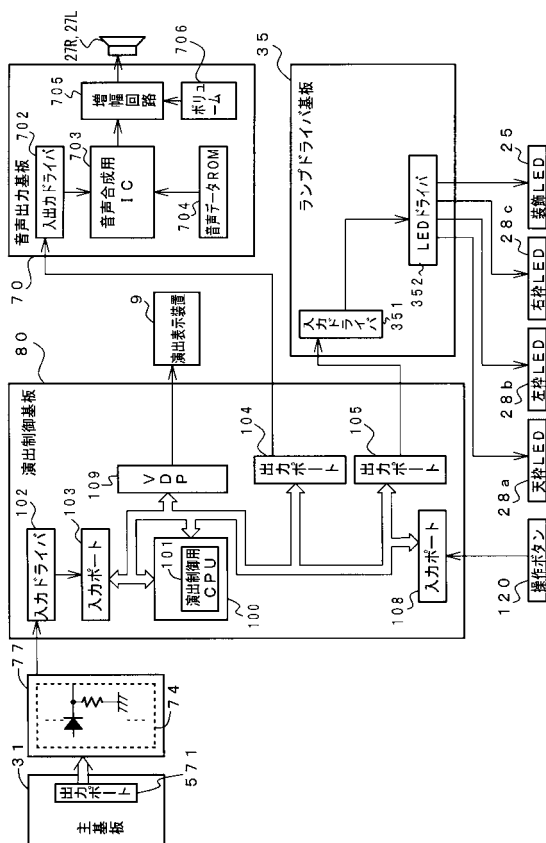 31
主基板
出力ポート
571
77
74
80
演出制御基板
102
入力ドライバ
103
入力ポート
109
VDP
101
演出制御用
CPU
100
104
出力ポート
105
出力ポート
108
入力ポート
120
操作ボタン
9
演出表示装置
70
音声出力基板
702
入出力ドライバ
703
音声合成用
IC
704
音声データROM
705
増幅
回路
706
ボリュ
ーム
27R,27L
35
ランプドライバ基板
351
入力ドライバ
352
LEDドライバ
28a
天枠LED
28b
左枠LED
28c
右枠LED
25
装飾LED